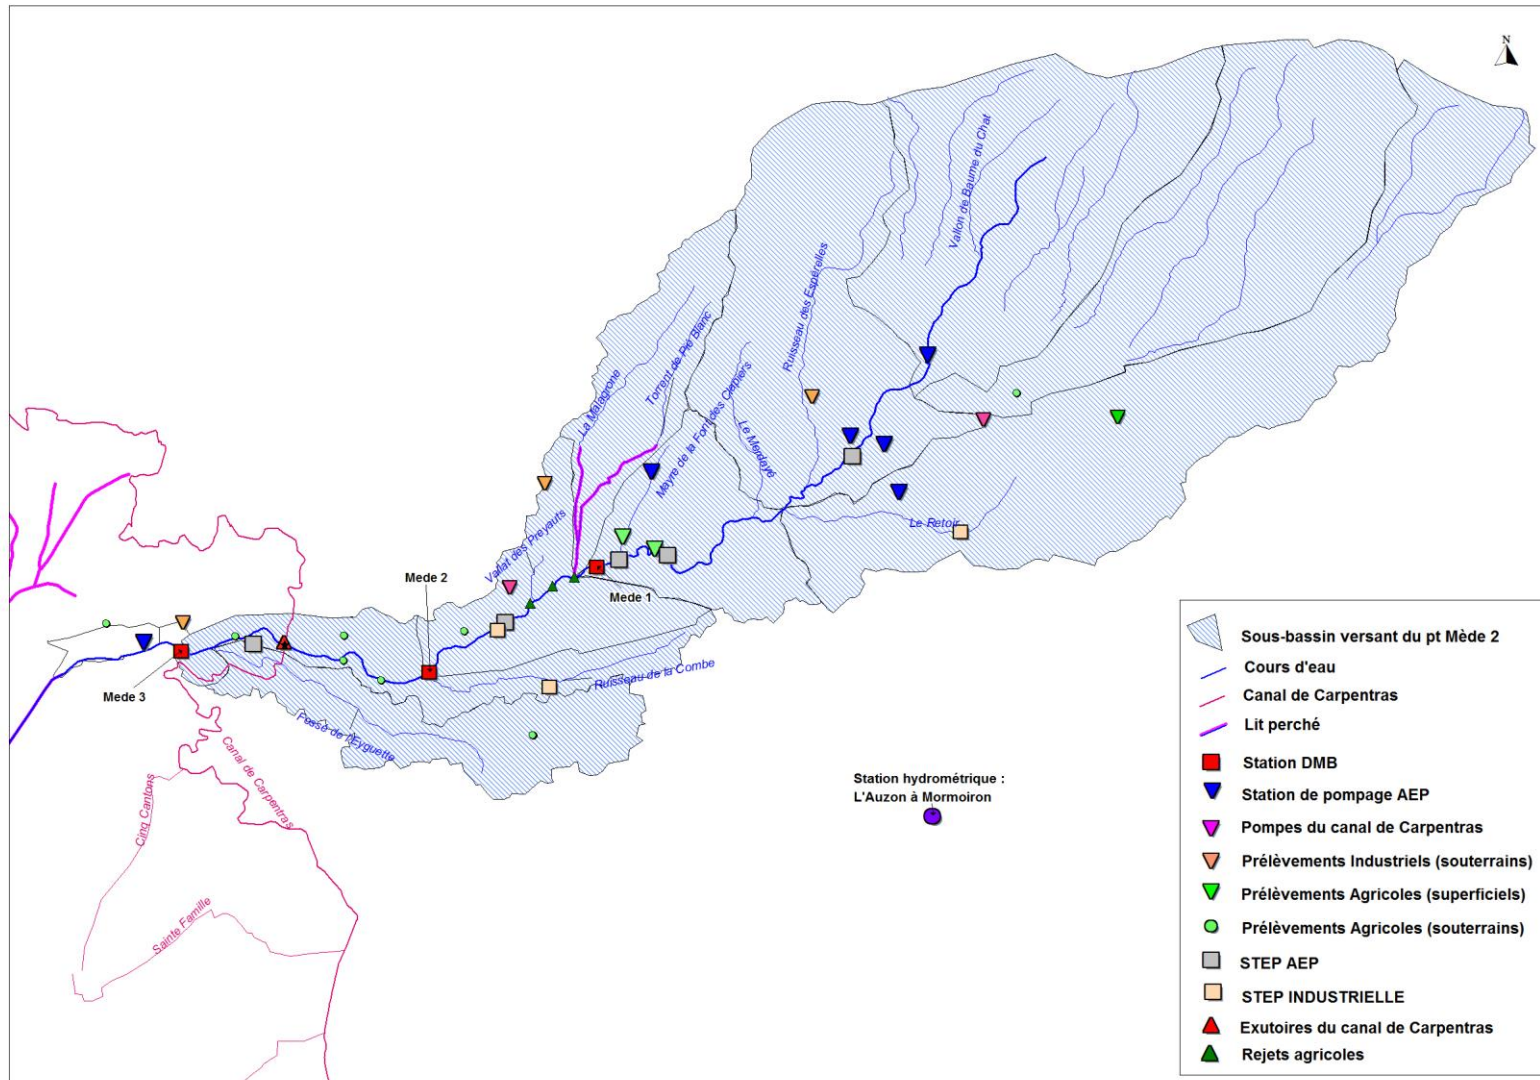 N
Vallon de Baume du Chat
Ruisseau des Espérelles
Torrent de Pié Blanc
La Malagrone
Mayre de la Font des Clapiers
Le Merdayé
Le Retoir
Vallat des Preyauts
Mede 2
Mede 1
Ruisseau de la Combe
Mede 3
Fossé de l'Eyguette
Canal de Carpentras
Cinq Cantons
Sainte Famille
Station hydrométrique :
L'Auzon à Mormoiron
Sous-bassin versant du pt Mède 2
Cours d'eau
Canal de Carpentras
Lit perché
Station DMB
Station de pompage AEP
Pompes du canal de Carpentras
Prélèvements Industriels (souterrains)
Prélèvements Agricoles (superficiels)
Prélèvements Agricoles (souterrains)
STEP AEP
STEP INDUSTRIELLE
Exutoires du canal de Carpentras
Rejets agricoles